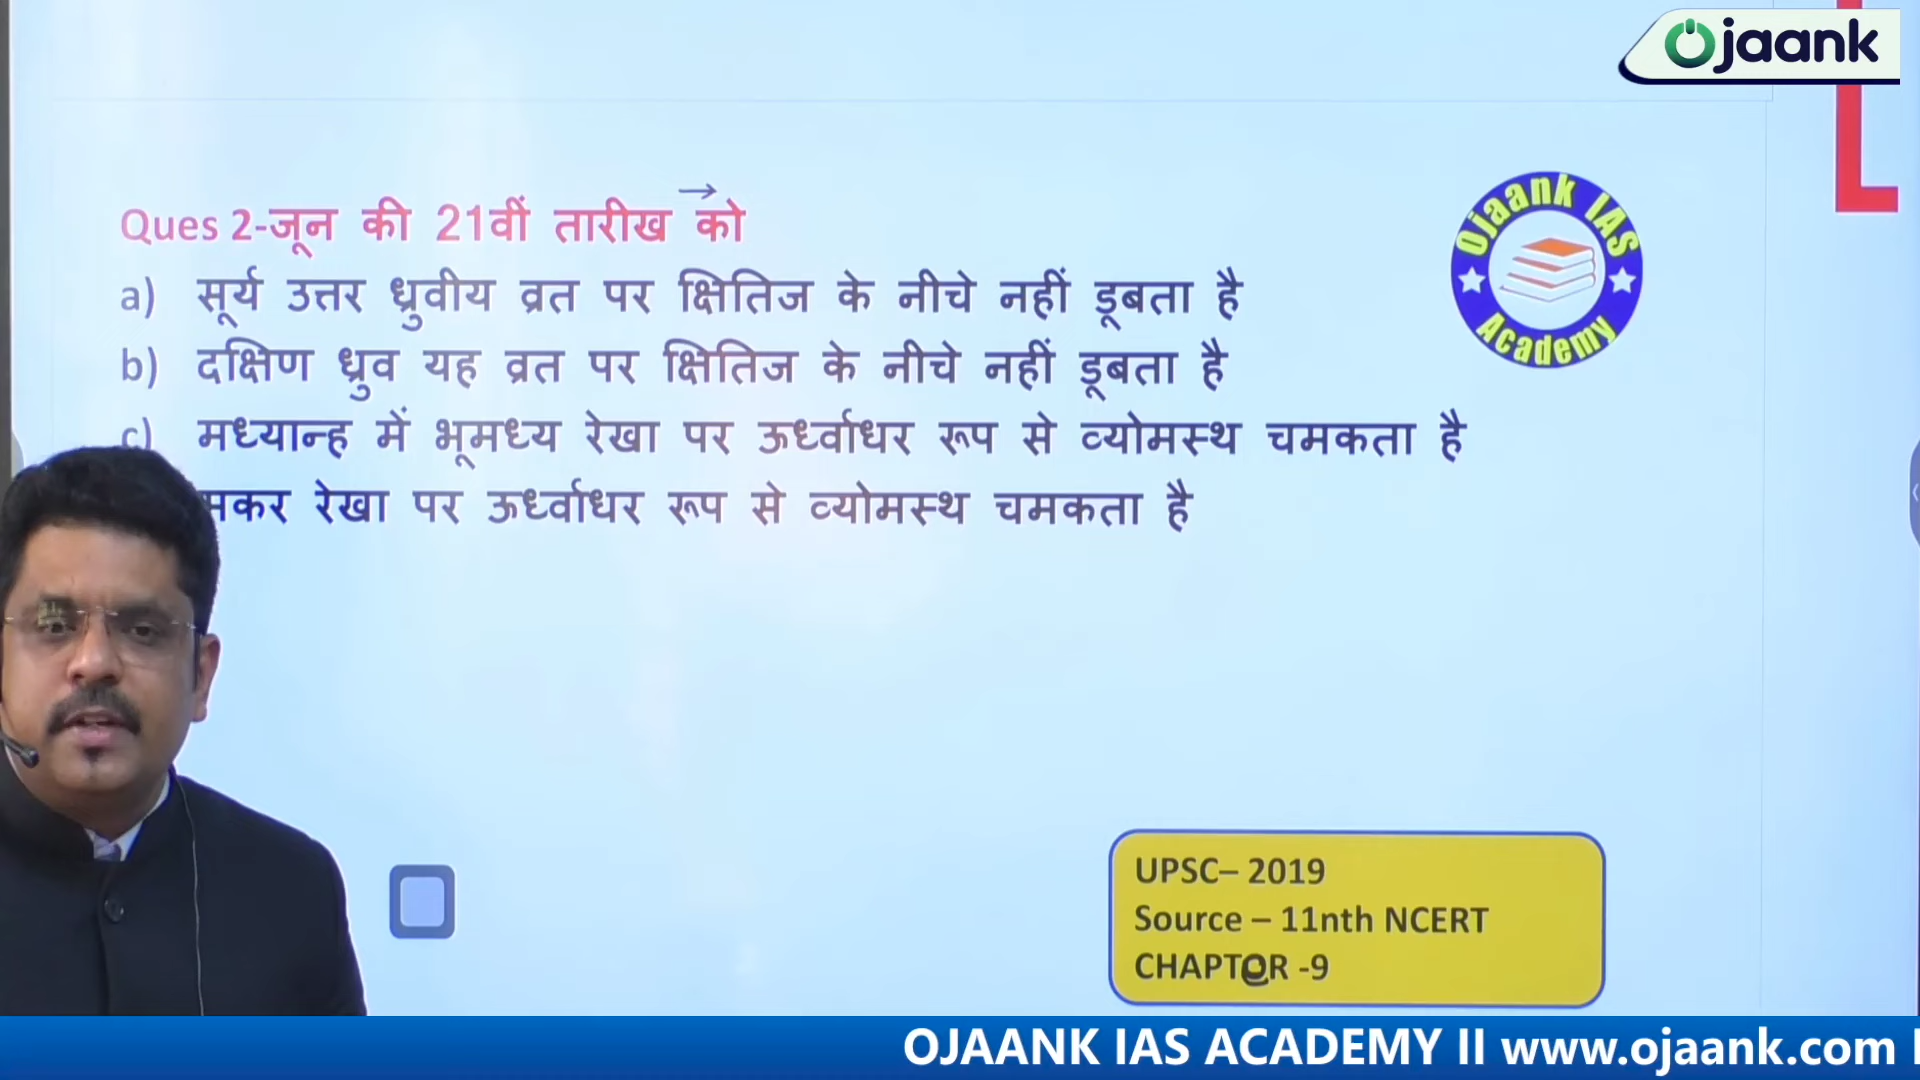 Ojaank
Ojaank IAS
Academy
Ques 2-जून की 21वीं तारीख को
a) सूर्य उत्तर ध्रुवीय व्रत पर क्षितिज के नीचे नहीं डूबता है
b) दक्षिण ध्रुव यह व्रत पर क्षितिज के नीचे नहीं डूबता है
c) मध्यान्ह में भूमध्य रेखा पर ऊर्ध्वाधर रूप से व्योमस्थ चमकता है
मकर रेखा पर ऊर्ध्वाधर रूप से व्योमस्थ चमकता है
UPSC– 2019
Source – 11nth NCERT
CHAPTeR -9
OJAANK IAS ACADEMY II www.ojaank.com